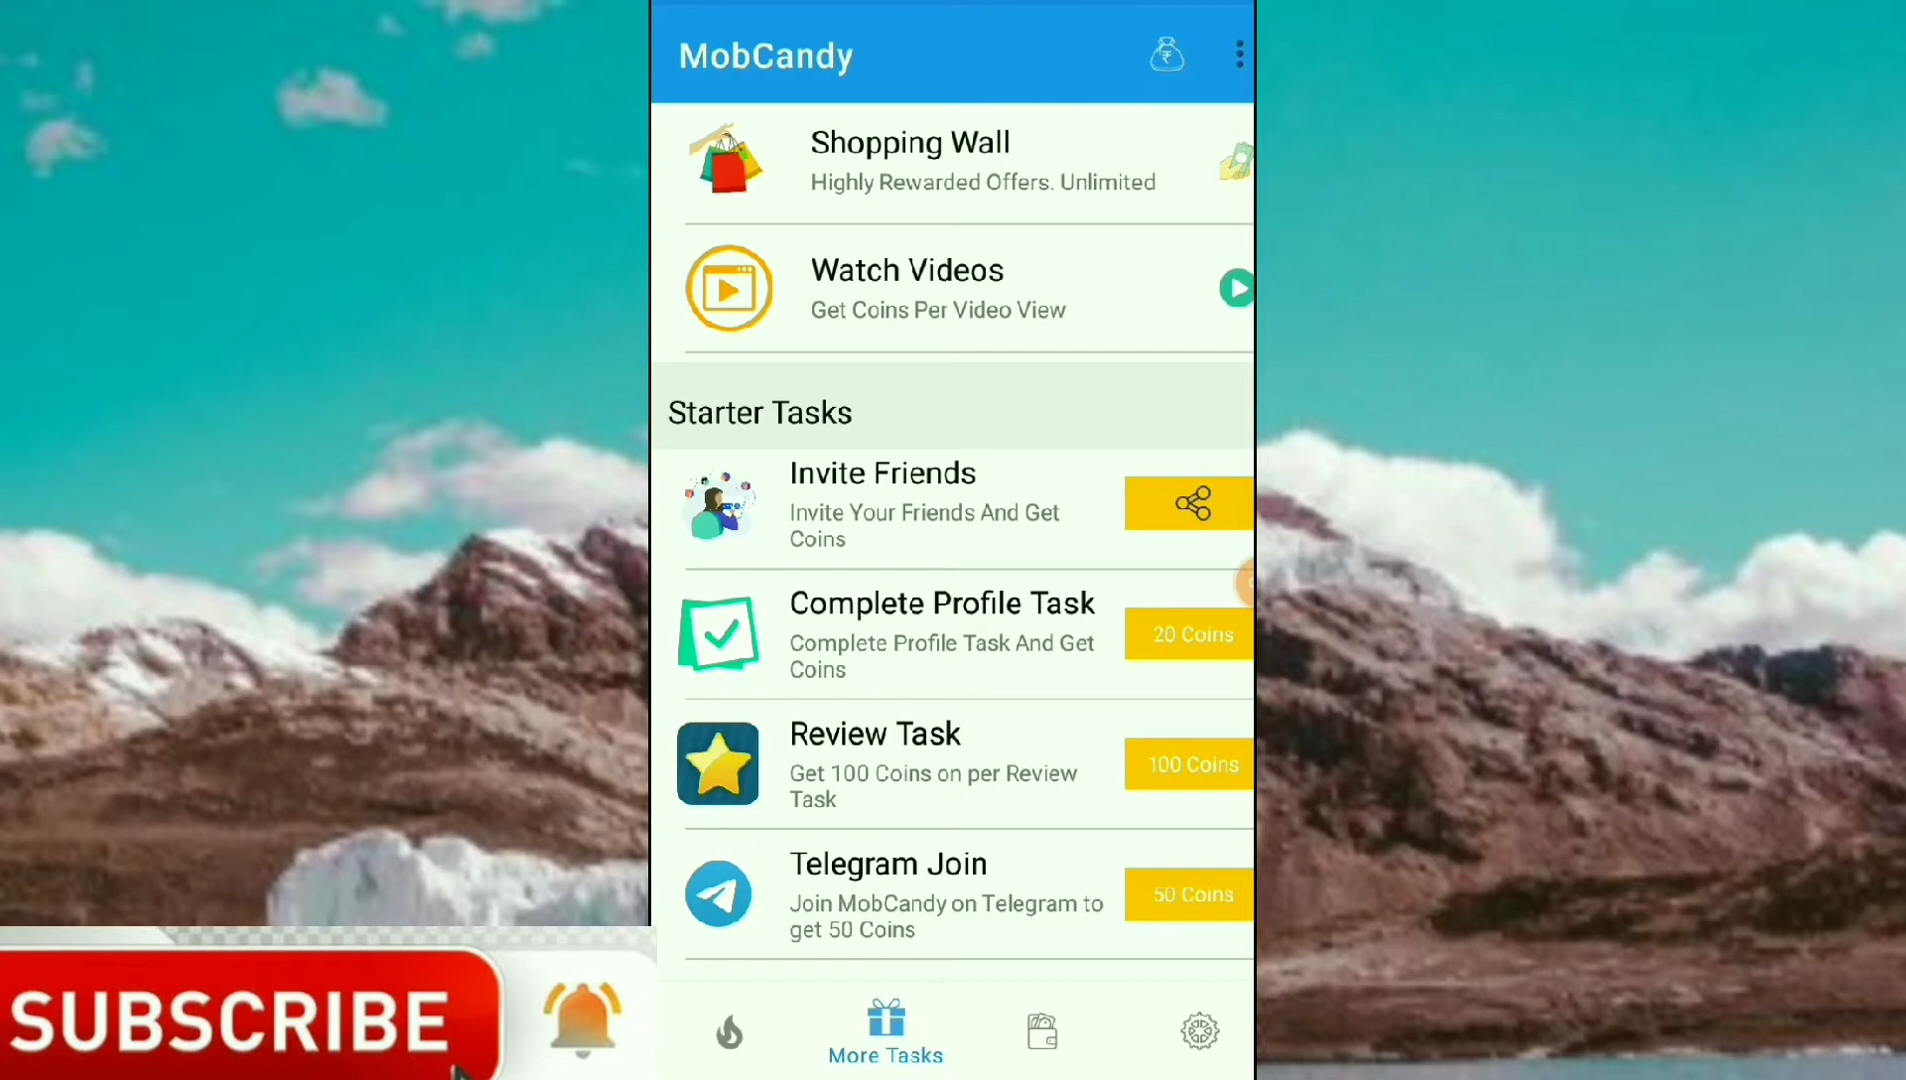 MobCandy
Shopping Wall
Highly Rewarded Offers. Unlimited
Watch Videos
Get Coins Per Video View
Starter Tasks
Invite Friends
Invite Your Friends And Get
Coins
Complete Profile Task
Complete Profile Task And Get
Coins
20 Coins
Review Task
Get 100 Coins on per Review
Task
100 Coins
Telegram Join
Join MobCandy on Telegram to
get 50 Coins
50 Coins
More Tasks
SUBSCRIBE